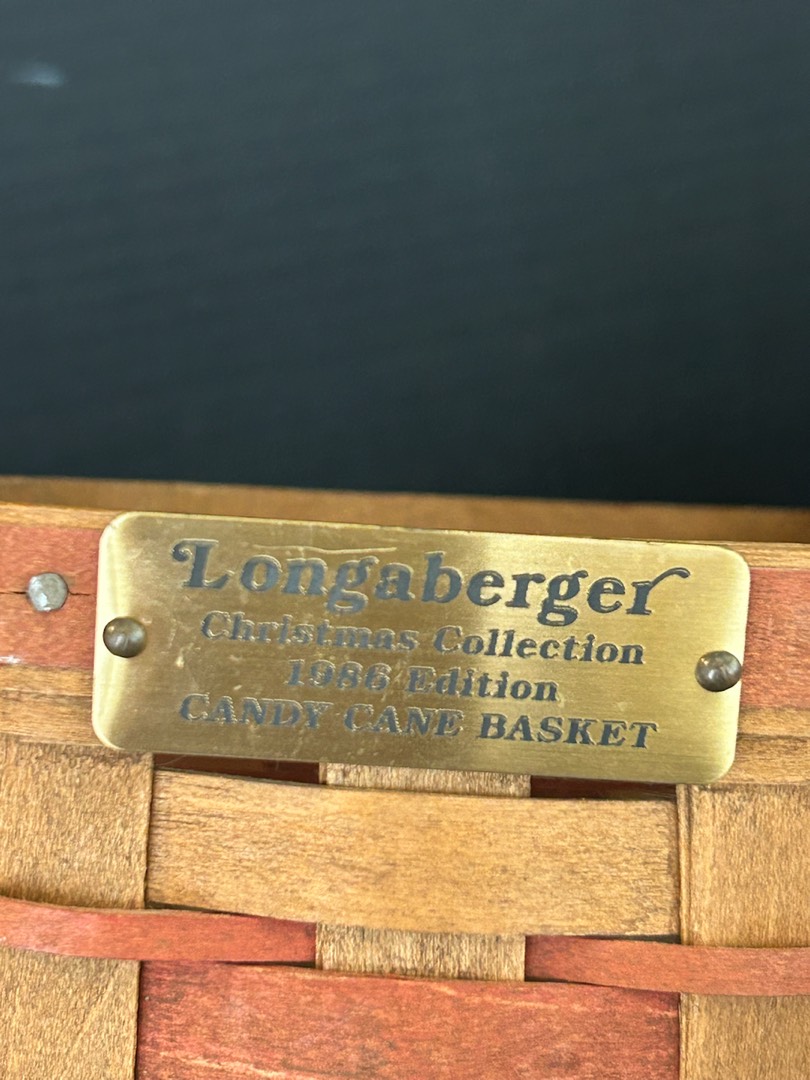 Longaberger
Christmas Collection
1986 Edition
CANDY CANE BASKET